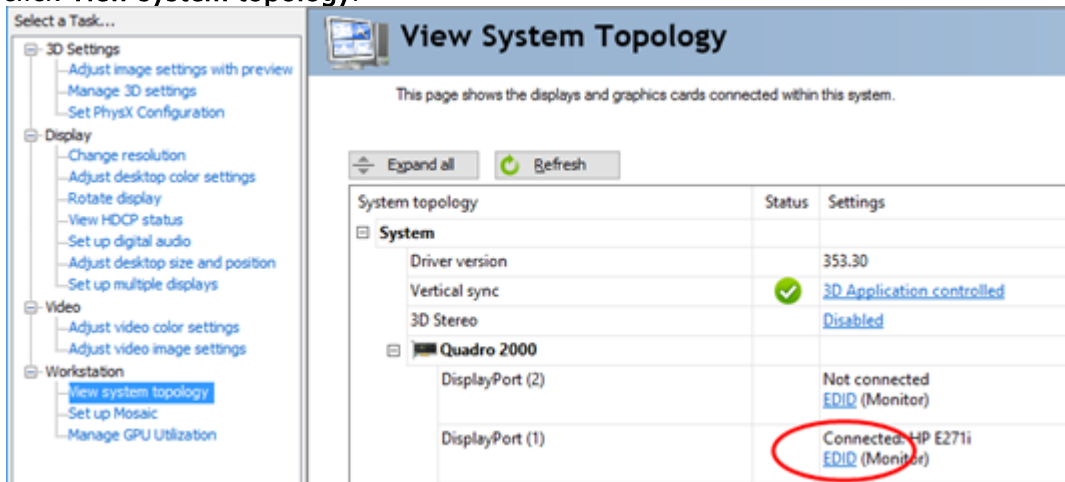 click View system topology.
Select a Task...
3D Settings
Adjust image settings with preview
Manage 3D settings
Set PhysX Configuration
Display
Change resolution
Adjust desktop color settings
Rotate display
View HDCP status
Set up digital audio
Adjust desktop size and position
Set up multiple displays
Video
Adjust video color settings
Adjust video image settings
Workstation
View system topology
Set up Mosaic
Manage GPU Utilization
View System Topology
This page shows the displays and graphics cards connected within this system.
Expand all Refresh
System topology Status Settings
System
Driver version 353.30
Vertical sync 3D Application controlled
3D Stereo Disabled
Quadro 2000
DisplayPort (2) Not connected
EDID (Monitor)
DisplayPort (1) Connected: HP E271i
EDID (Monitor)